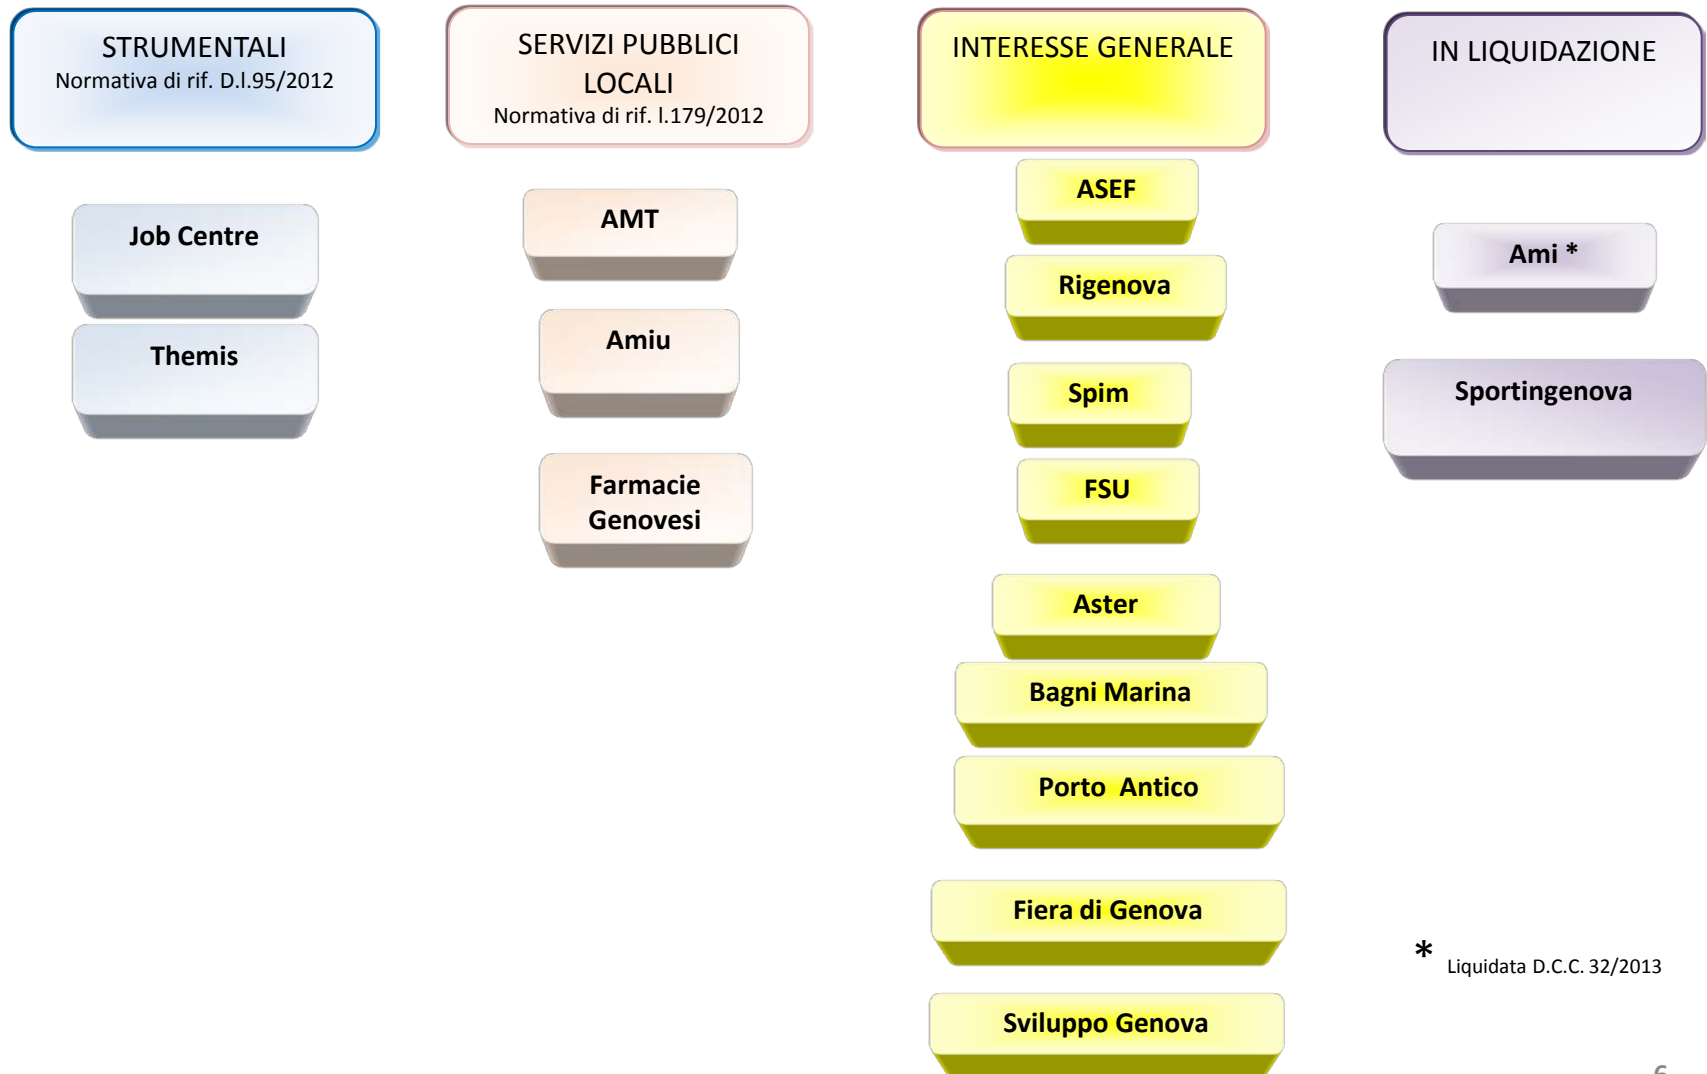 STRUMENTALI
Normativa di rif. D.l.95/2012
Job Centre
Themis
SERVIZI PUBBLICI
LOCALI
Normativa di rif. l.179/2012
AMT
Amiu
Farmacie
Genovesi
INTERESSE GENERALE
ASEF
Rigenova
Spim
FSU
Aster
Bagni Marina
Porto Antico
Fiera di Genova
Sviluppo Genova
IN LIQUIDAZIONE
Ami *
Sportingenova
* Liquidata D.C.C. 32/2013